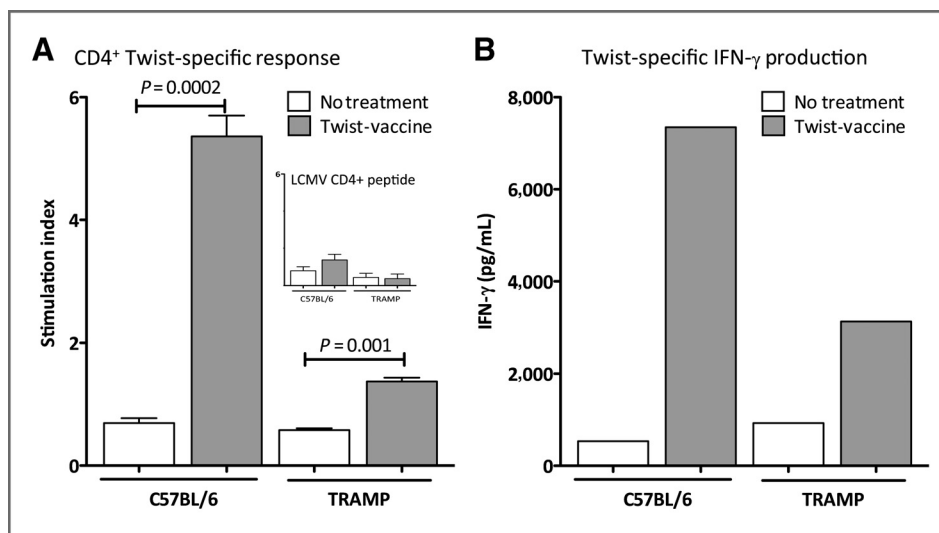 A CD4⁺ Twist-specific response
P = 0.0002
No treatment
Twist-vaccine
6
4
2
0
Stimulation index
6
LCMV CD4+ peptide
C57BL/6 TRAMP
P = 0.001
C57BL/6 TRAMP
B Twist-specific IFN-γ production
No treatment
Twist-vaccine
8,000
6,000
4,000
2,000
0
IFN-γ (pg/mL)
C57BL/6 TRAMP